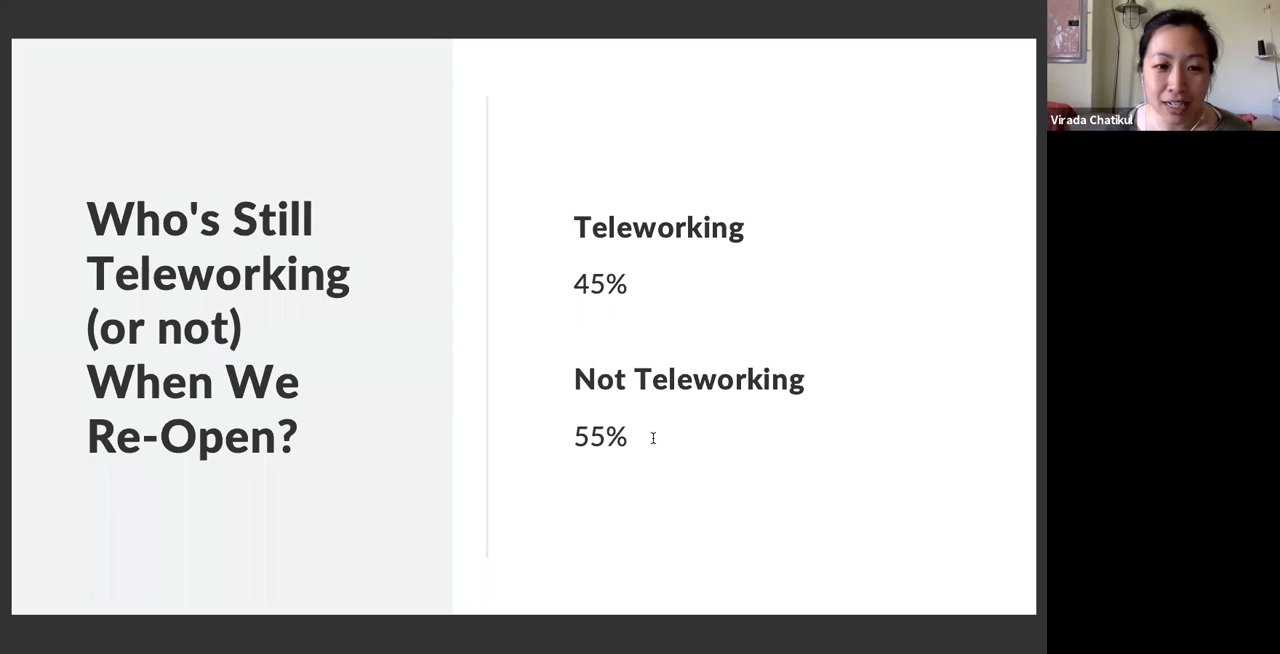 Who's Still
Teleworking
(or not)
When We
Re-Open?
Teleworking
45%
Not Teleworking
55%
Virada Chatikul